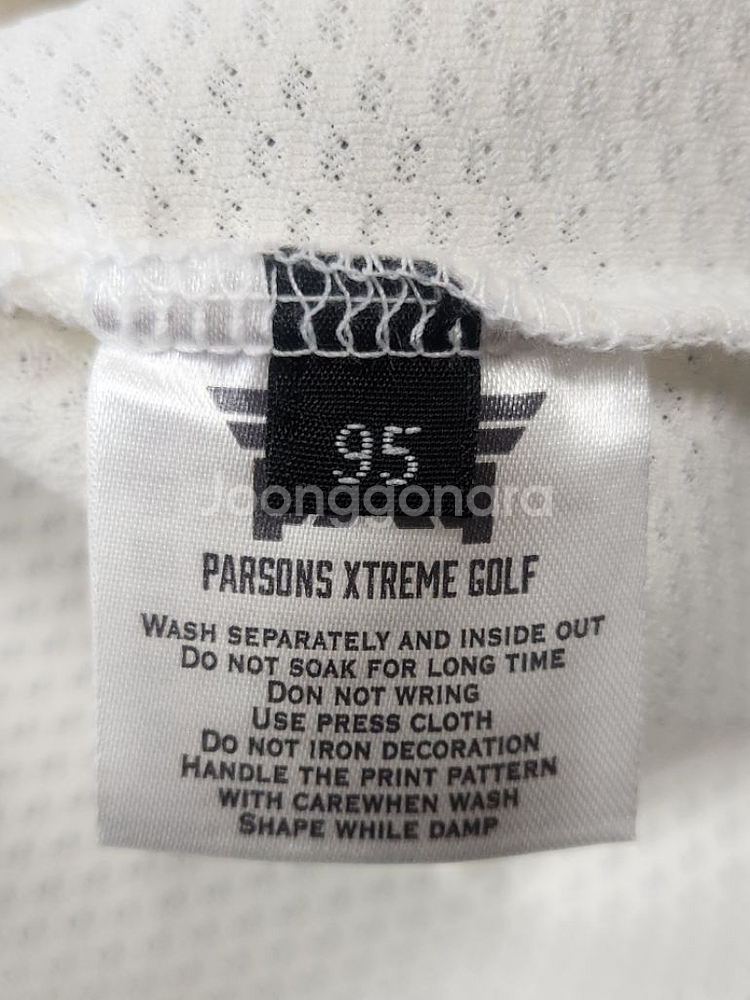 95
Joonggonara
PARSONS XTREME GOLF
WASH SEPARATELY AND INSIDE OUT
DO NOT SOAK FOR LONG TIME
DON NOT WRING
USE PRESS CLOTH
DO NOT IRON DECORATION
HANDLE THE PRINT PATTERN
WITH CAREWHEN WASH
SHAPE WHILE DAMP